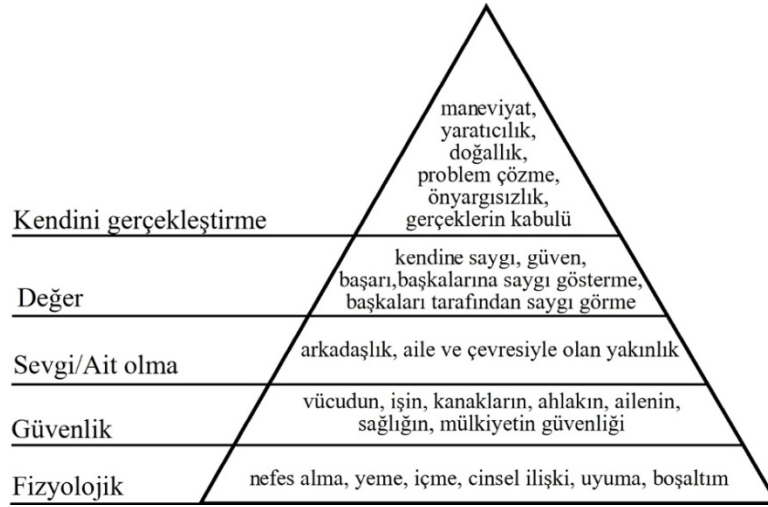 maneviyat,
yaratıcılık,
doğallık,
problem çözme,
önyargısızlık,
gerçeklerin kabulü
Kendini gerçekleştirme
kendine saygı, güven,
başarı,başkalarına saygı gösterme,
başkaları tarafından saygı görme
Değer
arkadaşlık, aile ve çevresiyle olan yakınlık
Sevgi/Ait olma
vücudun, işin, kanakların, ahlakın, ailenin,
sağlığın, mülkiyetin güvenliği
Güvenlik
nefes alma, yeme, içme, cinsel ilişki, uyuma, boşaltım
Fizyolojik